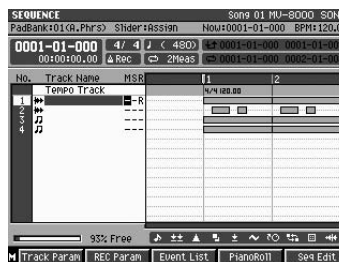 SEQUENCE Song 01 MV-8000 SON
PadBank:01(A.Phrs) Slider:Assign Now:0001-01-000 BPM:120.0
0001-01-000 4/ 4 ♩ ( 480) 0001-01-000 0001-01-00
00:00:00.00 Rec 2Meas 0001-01-000 0002-01-00
No. Track Name MSR 1 2
Tempo Track 4/4 120.00
1 --R
2 ---
3 ---
4 ---
93% Free
M Track Param REC Param Event List PianoRoll Seq Edit